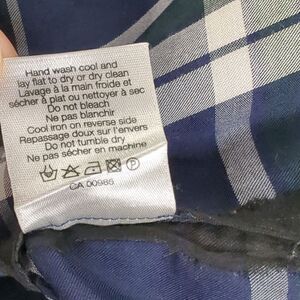 Hand wash cool and
lay flat to dry or dry clean
Lavage à la main froide et
sécher à plat ou nettoyer à sec
Do not bleach
Ne pas blanchir
Cool iron on reverse side
Repassage doux sur l'envers
Do not tumble dry
Ne pas sécher en machine
CA 00985